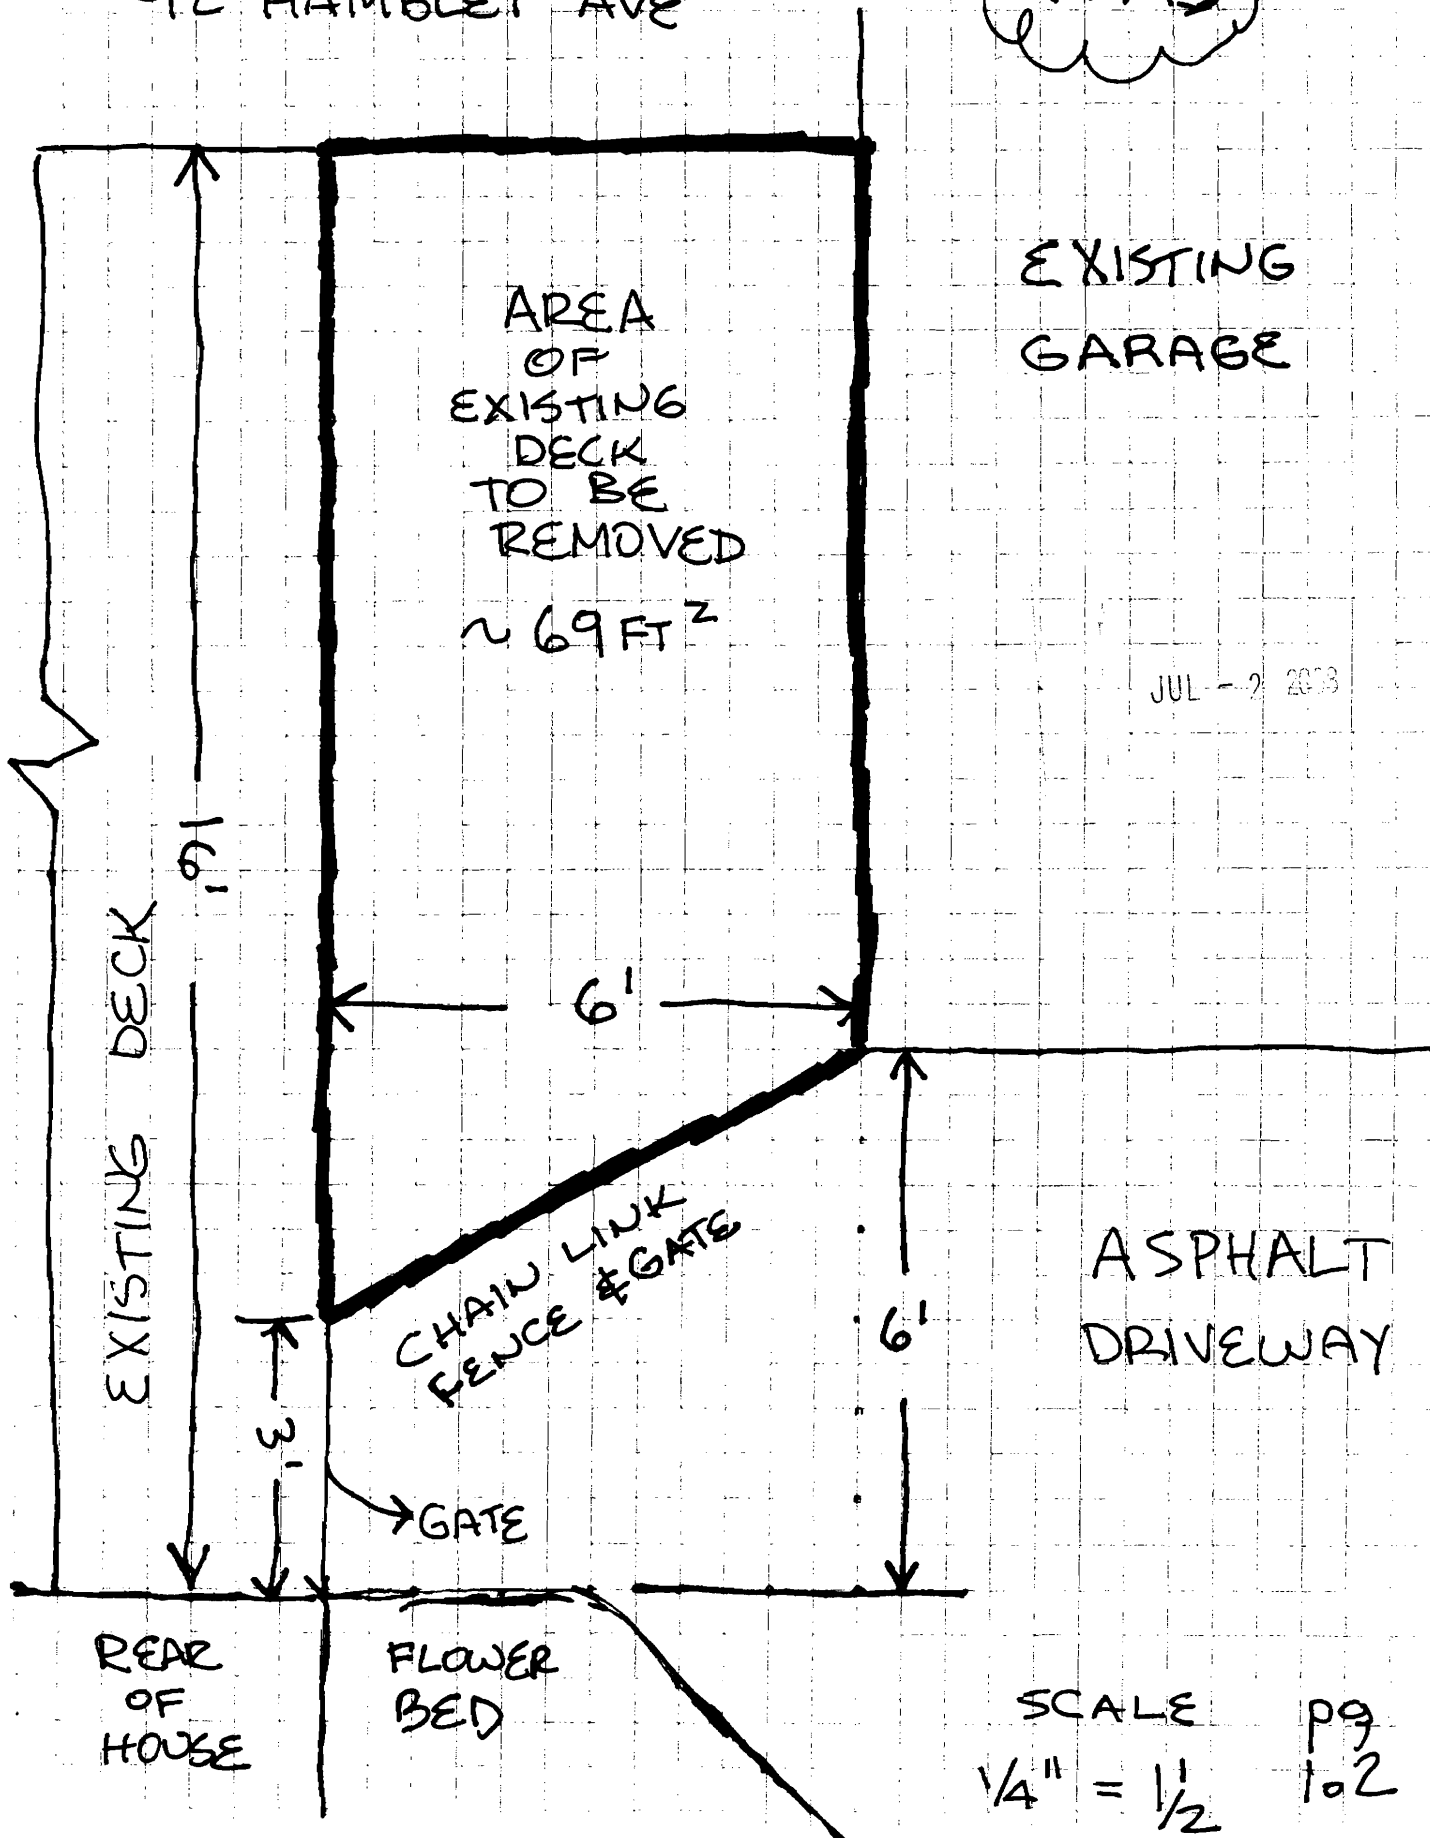 HAMBLET AVE
EXISTING
GARAGE
AREA
OF
EXISTING
DECK
TO BE
REMOVED
~ 69 FT²
JUL - 2
16'
EXISTING DECK
6'
CHAIN LINK
FENCE & GATE
6'
ASPHALT
DRIVEWAY
3'
GATE
REAR
OF
HOUSE
FLOWER
BED
SCALE
1/4" = 1 1/2
pg
1.2